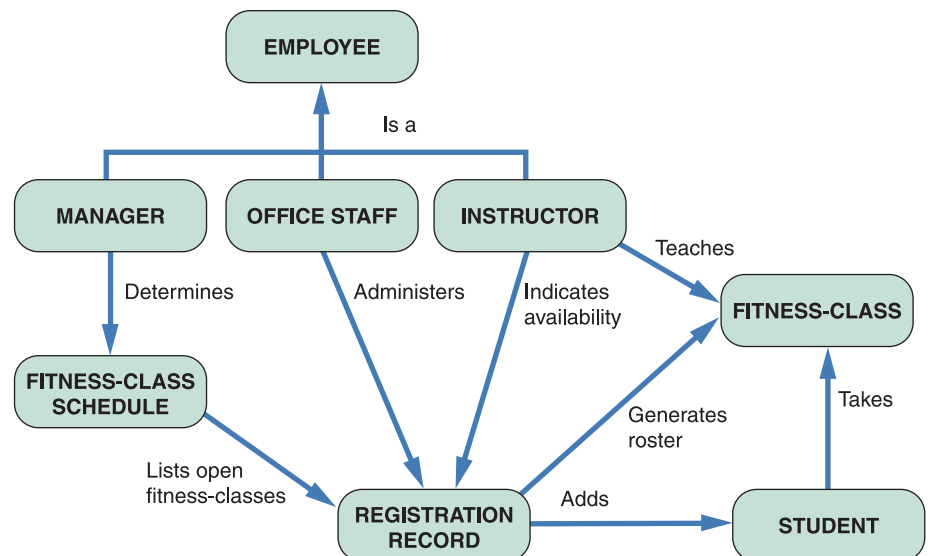 EMPLOYEE
Is a
MANAGER
OFFICE STAFF
INSTRUCTOR
Teaches
Determines
Administers
Indicates
availability
FITNESS-CLASS
FITNESS-CLASS
SCHEDULE
Generates
roster
Takes
Lists open
fitness-classes
Adds
REGISTRATION
RECORD
STUDENT